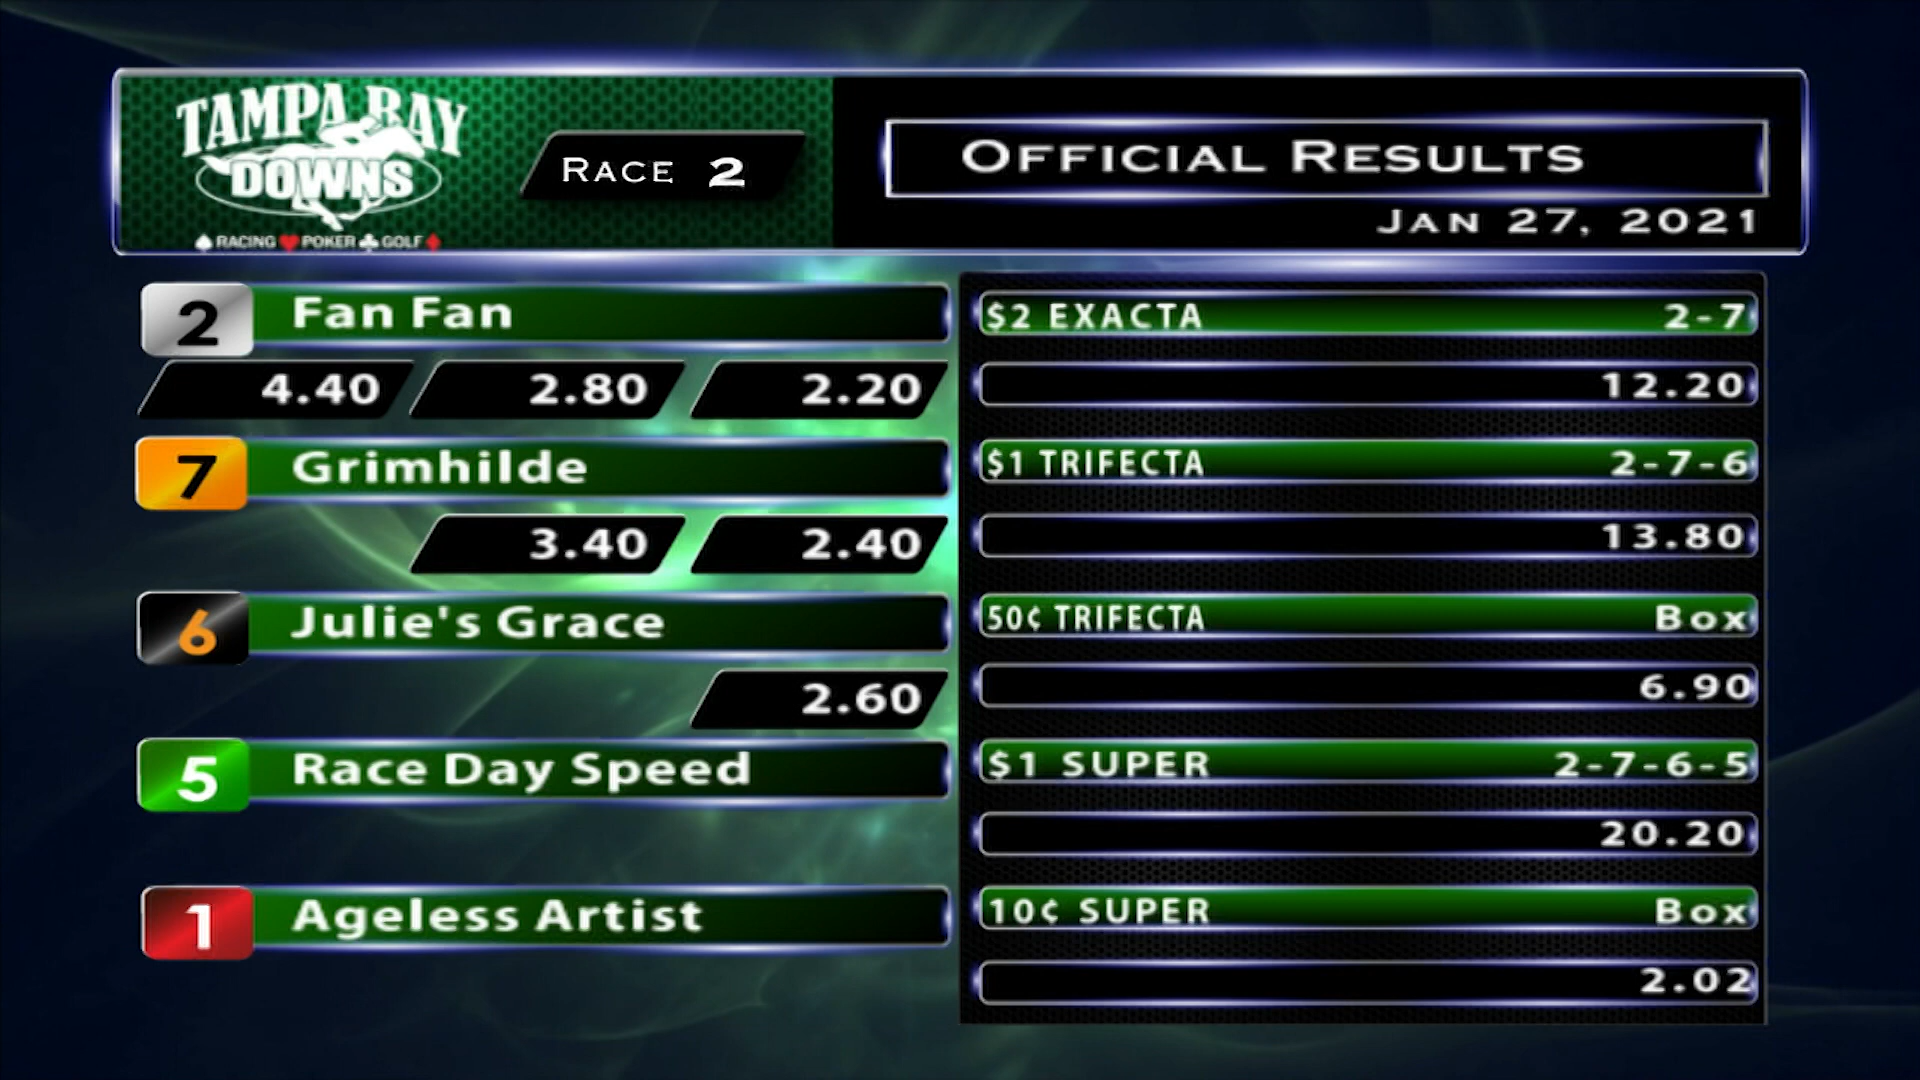 TAMPA BAY
DOWNS
RACING POKER GOLF
RACE 2
OFFICIAL RESULTS
JAN 27, 2021
2 Fan Fan
4.40 2.80 2.20
7 Grimhilde
3.40 2.40
6 Julie's Grace
2.60
5 Race Day Speed
1 Ageless Artist
$2 EXACTA 2-7
12.20
$1 TRIFECTA 2-7-6
13.80
50¢ TRIFECTA Box
6.90
$1 SUPER 2-7-6-5
20.20
10¢ SUPER Box
2.02